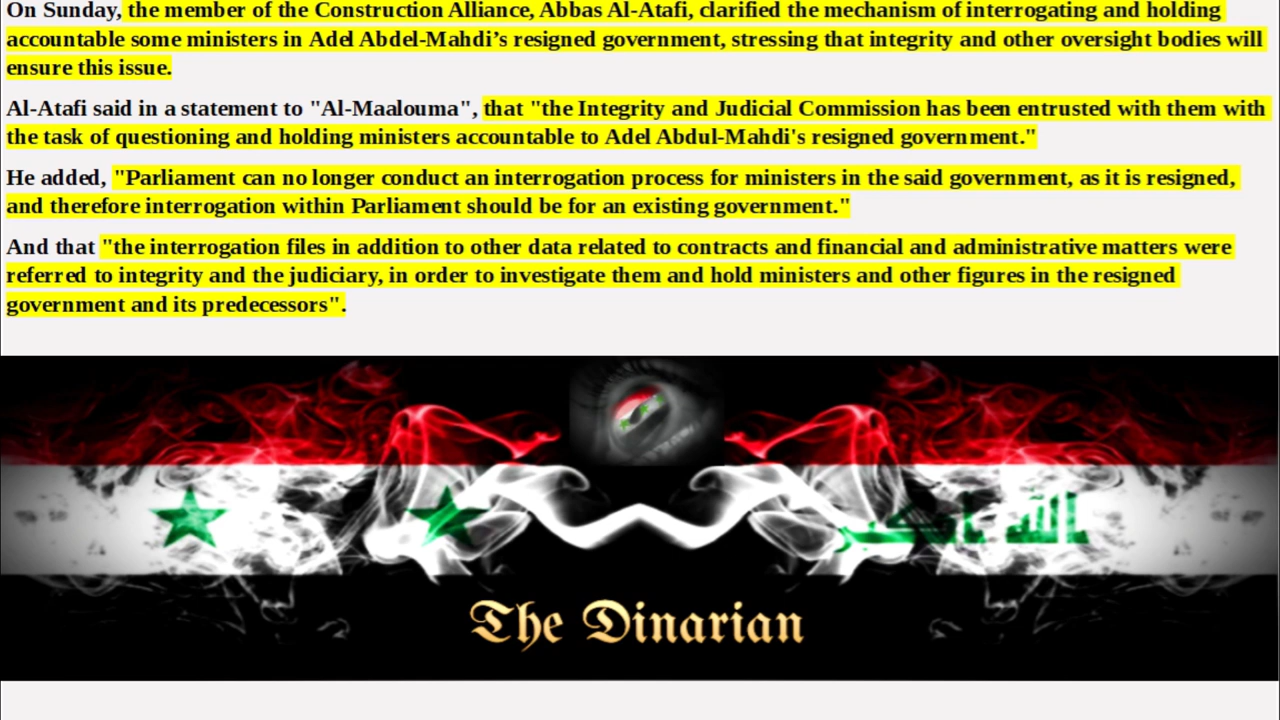 On Sunday, the member of the Construction Alliance, Abbas Al-Atafi, clarified the mechanism of interrogating and holding
accountable some ministers in Adel Abdel-Mahdi’s resigned government, stressing that integrity and other oversight bodies will
ensure this issue.
Al-Atafi said in a statement to "Al-Maalouma", that "the Integrity and Judicial Commission has been entrusted with them with
the task of questioning and holding ministers accountable to Adel Abdul-Mahdi's resigned government."
He added, "Parliament can no longer conduct an interrogation process for ministers in the said government, as it is resigned,
and therefore interrogation within Parliament should be for an existing government."
And that "the interrogation files in addition to other data related to contracts and financial and administrative matters were
referred to integrity and the judiciary, in order to investigate them and hold ministers and other figures in the resigned
government and its predecessors".
الله اكبر
The Dinarian